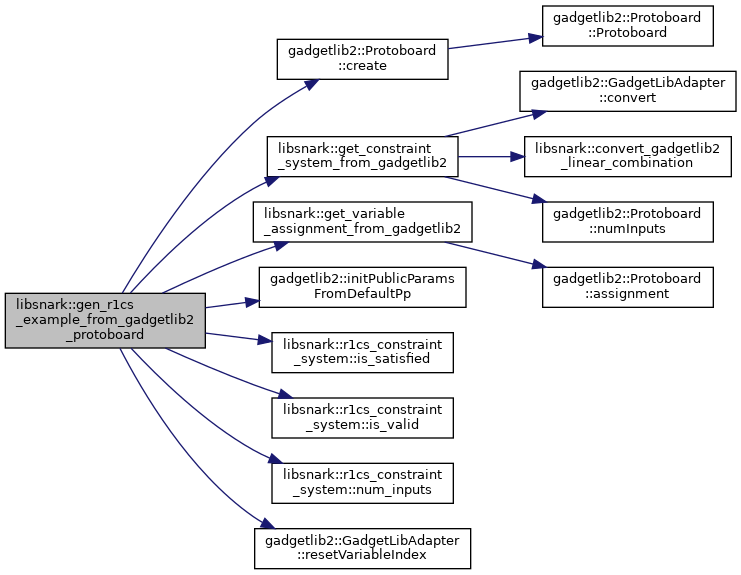 libsnark::gen_r1cs
_example_from_gadgetlib2
_protoboard
gadgetlib2::Protoboard
::create
gadgetlib2::Protoboard
::Protoboard
libsnark::get_constraint
_system_from_gadgetlib2
gadgetlib2::GadgetLibAdapter
::convert
libsnark::convert_gadgetlib2
_linear_combination
gadgetlib2::Protoboard
::numInputs
libsnark::get_variable
_assignment_from_gadgetlib2
gadgetlib2::Protoboard
::assignment
gadgetlib2::initPublicParams
FromDefaultPp
libsnark::r1cs_constraint
_system::is_satisfied
libsnark::r1cs_constraint
_system::is_valid
libsnark::r1cs_constraint
_system::num_inputs
gadgetlib2::GadgetLibAdapter
::resetVariableIndex